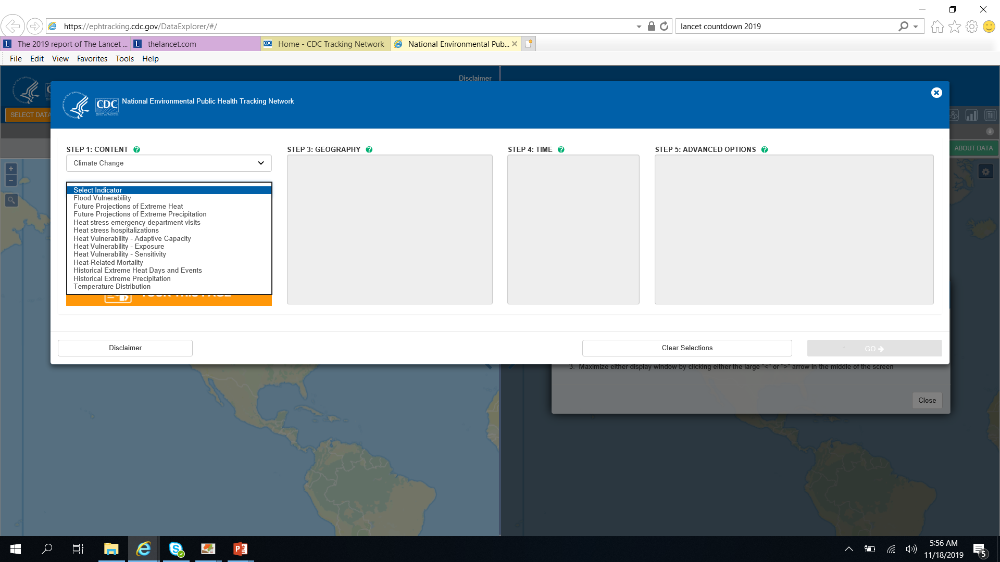 https://ephtracking.cdc.gov/DataExplorer/#/
lancet countdown 2019
The 2019 report of The Lancet ...
thelancet.com
Home - CDC Tracking Network
National Environmental Pub...
File Edit View Favorites Tools Help
Disclaimer
CDC
National Environmental Public Health Tracking Network
SELECT DATA
STEP 1: CONTENT
STEP 3: GEOGRAPHY
STEP 4: TIME
STEP 5: ADVANCED OPTIONS
ABOUT DATA
Climate Change
Select Indicator
Flood Vulnerability
Future Projections of Extreme Heat
Future Projections of Extreme Precipitation
Heat stress emergency department visits
Heat stress hospitalizations
Heat Vulnerability - Adaptive Capacity
Heat Vulnerability - Exposure
Heat Vulnerability - Sensitivity
Heat-Related Mortality
Historical Extreme Heat Days and Events
Historical Extreme Precipitation
Temperature Distribution
Disclaimer
Clear Selections
GO
3. Maximize either display window by clicking either the large "<" or ">" arrow in the middle of the screen
Close
5:56 AM
11/18/2019
5